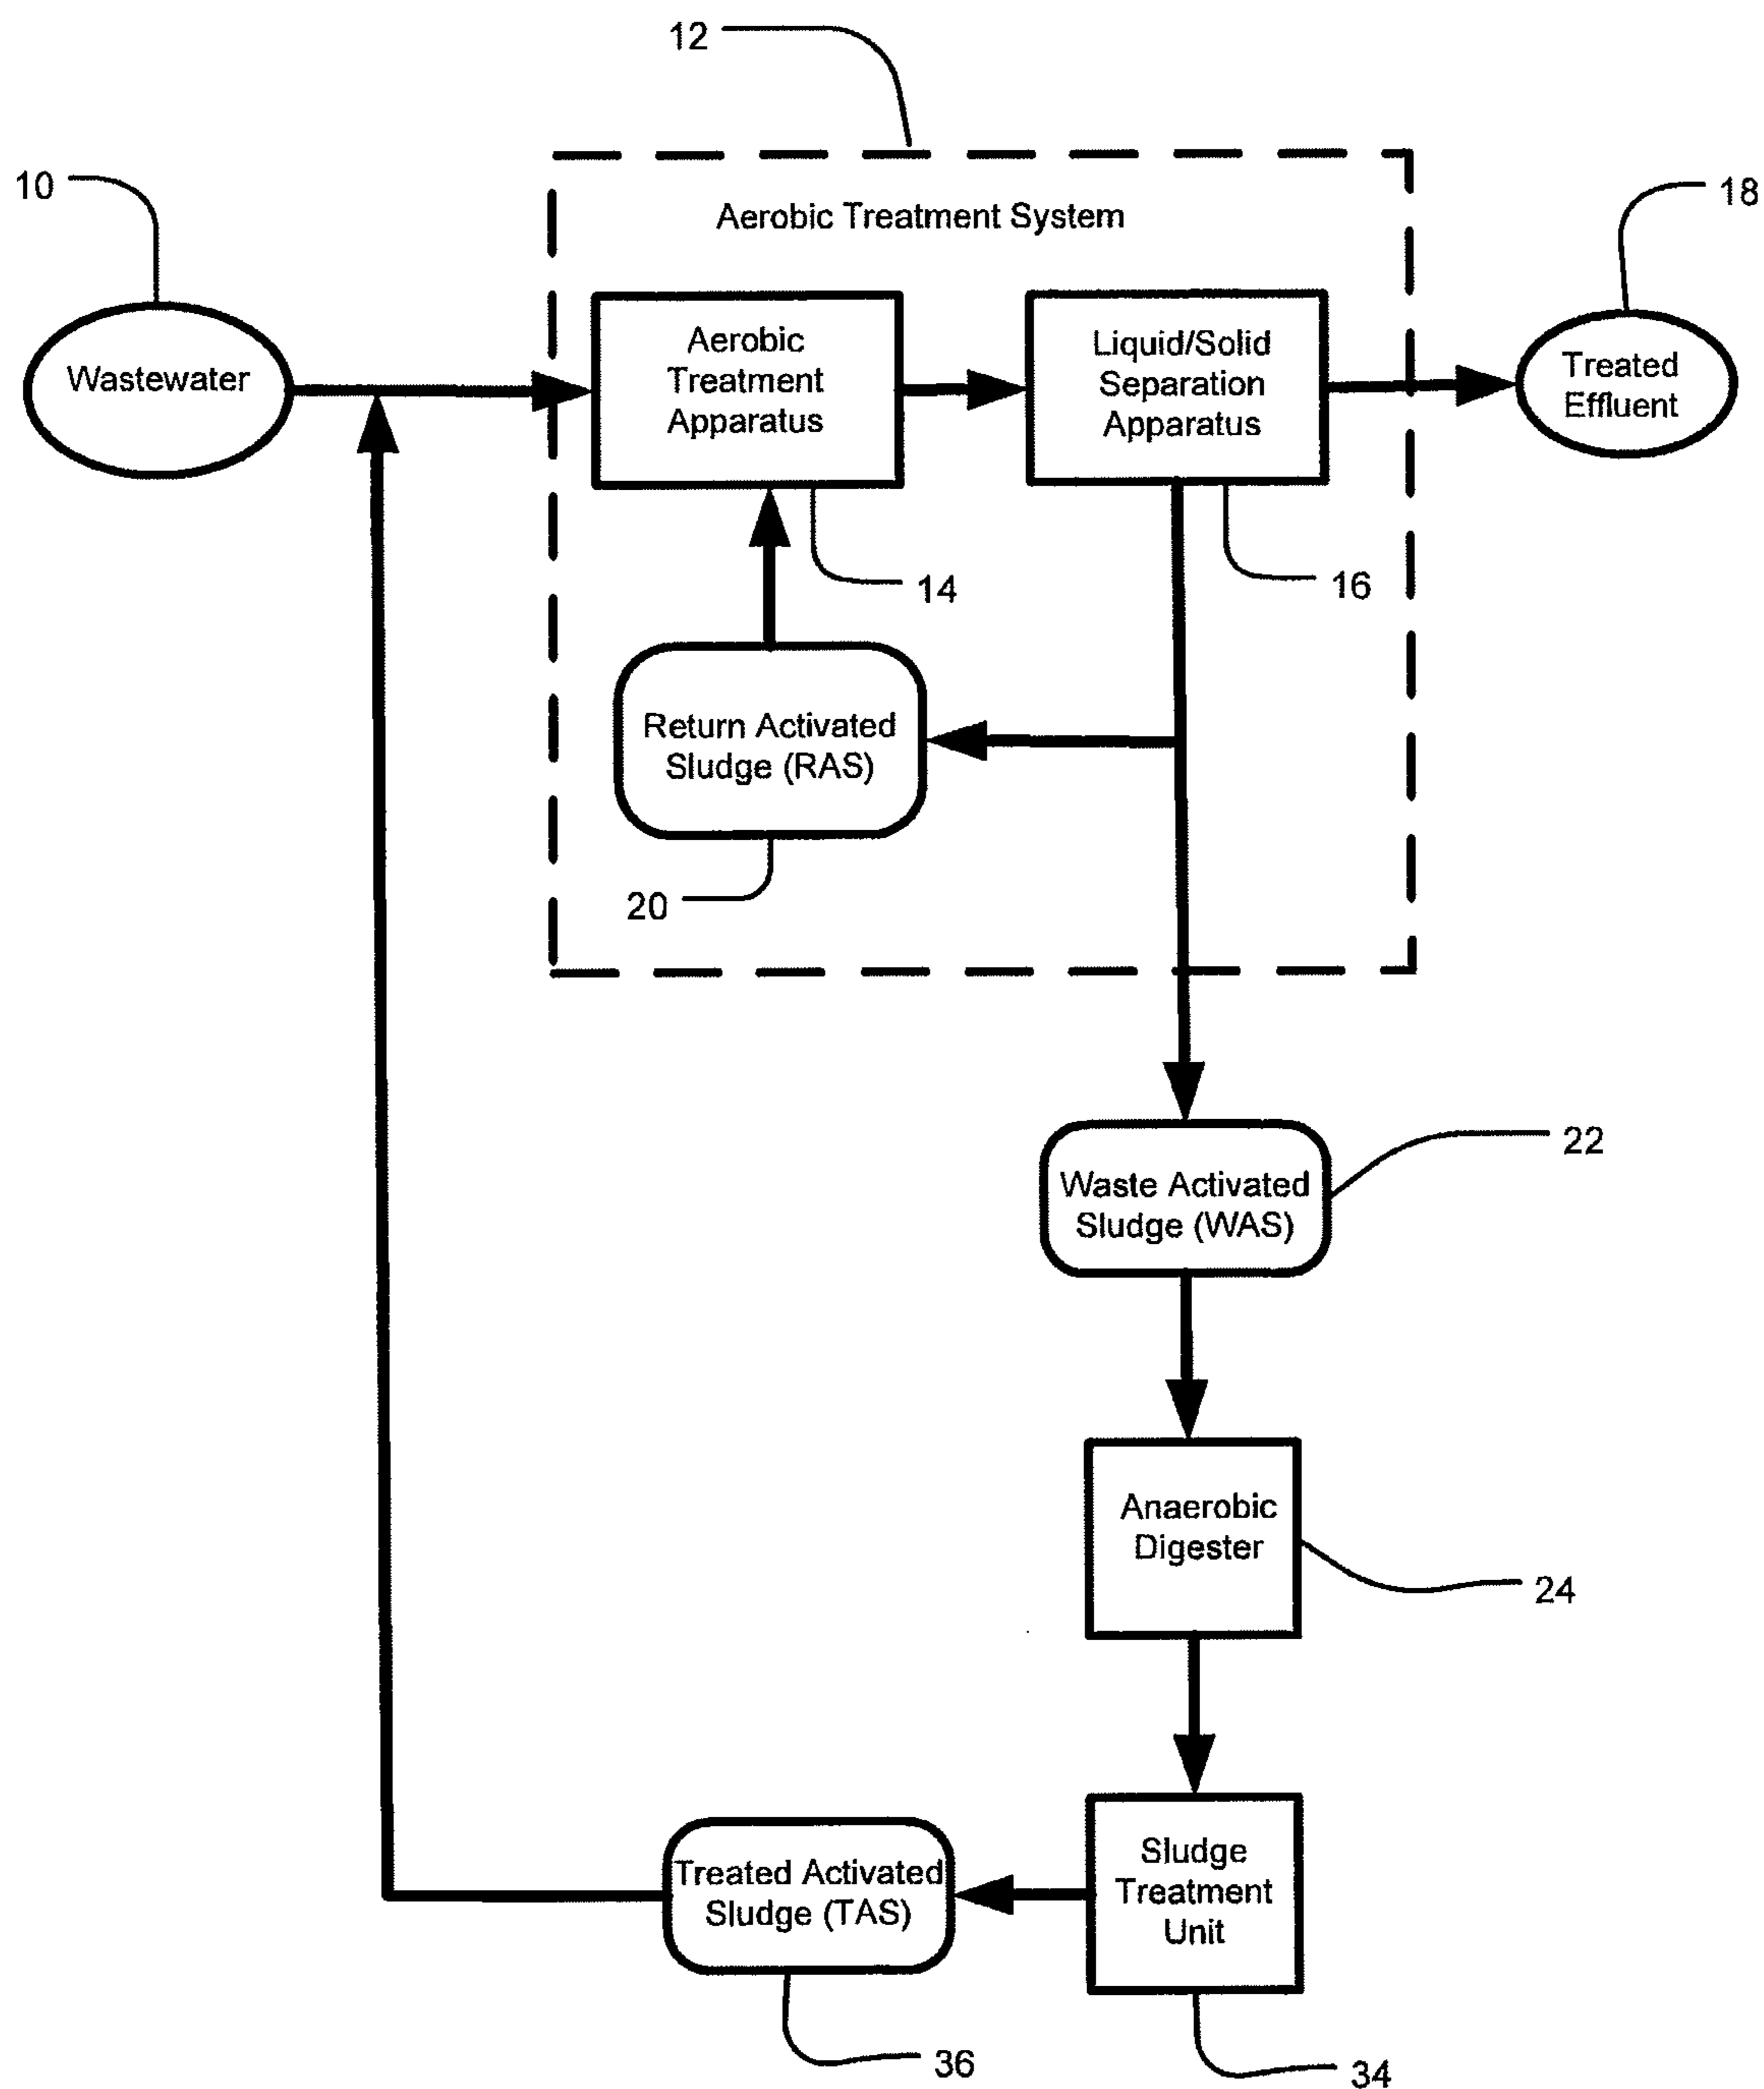 12
10
18
Aerobic Treatment System
Wastewater
Aerobic
Treatment
Apparatus
Liquid/Solid
Separation
Apparatus
Treated
Effluent
14
16
Return Activated
Sludge (RAS)
20
Waste Activated
Sludge (WAS)
22
Anaerobic
Digester
24
Sludge
Treatment
Unit
Treated Activated
Sludge (TAS)
36
34